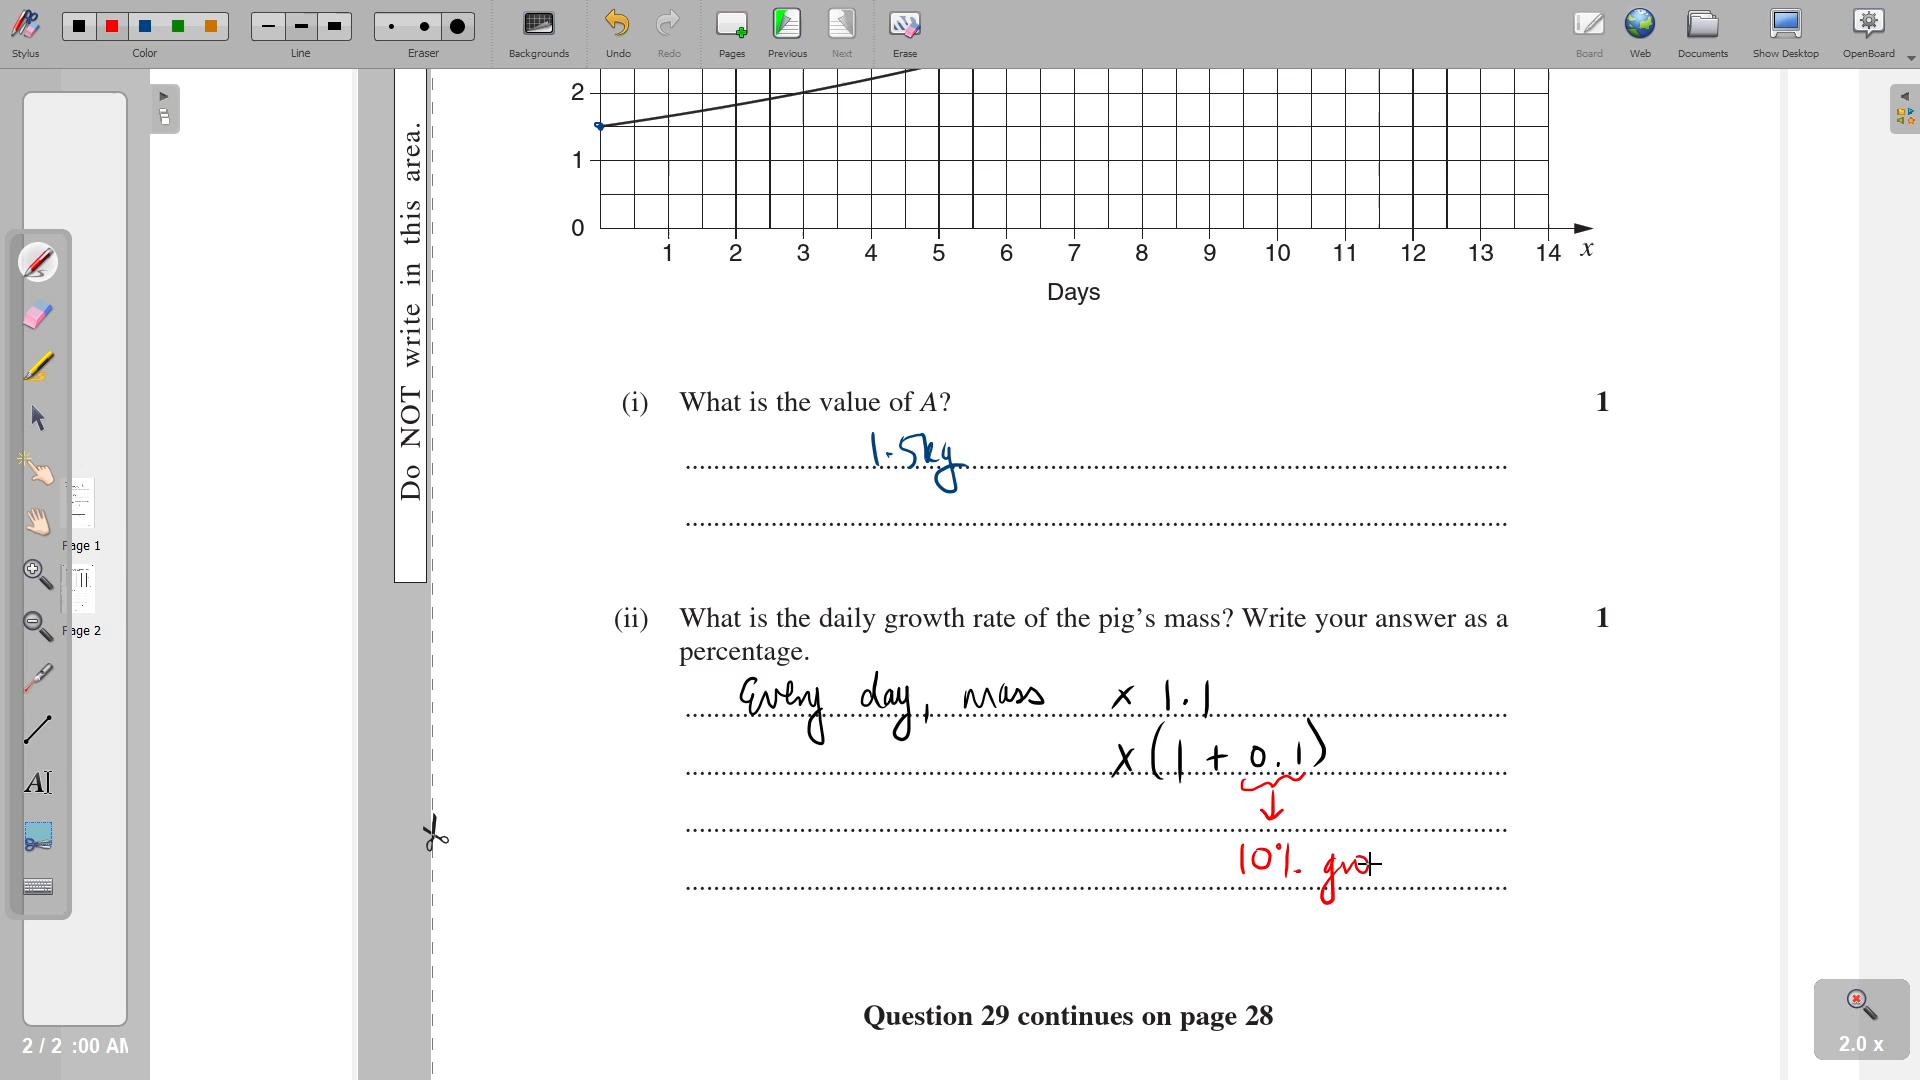 Stylus Color Line Eraser Backgrounds Undo Redo Pages Previous Next Erase Board Web Documents Show Desktop OpenBoard
2
1
0
1 2 3 4 5 6 7 8 9 10 11 12 13 14 x
Days
Do NOT write in this area.
(i) What is the value of A? 1
1.5kg
(ii) What is the daily growth rate of the pig's mass? Write your answer as a 1
percentage.
Every day, mass x 1.1
x (1 + 0.1)
10% gro
Question 29 continues on page 28
Page 1
Page 2
A
2 / 2 :00 AM
2.0 x